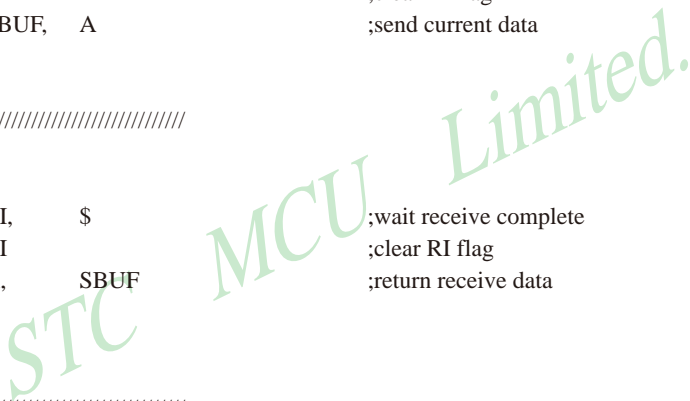 BUF, A ;send current data
///////////////////////////
I, $ ;wait receive complete
I ;clear RI flag
, SBUF ;return receive data
STC MCU Limited.